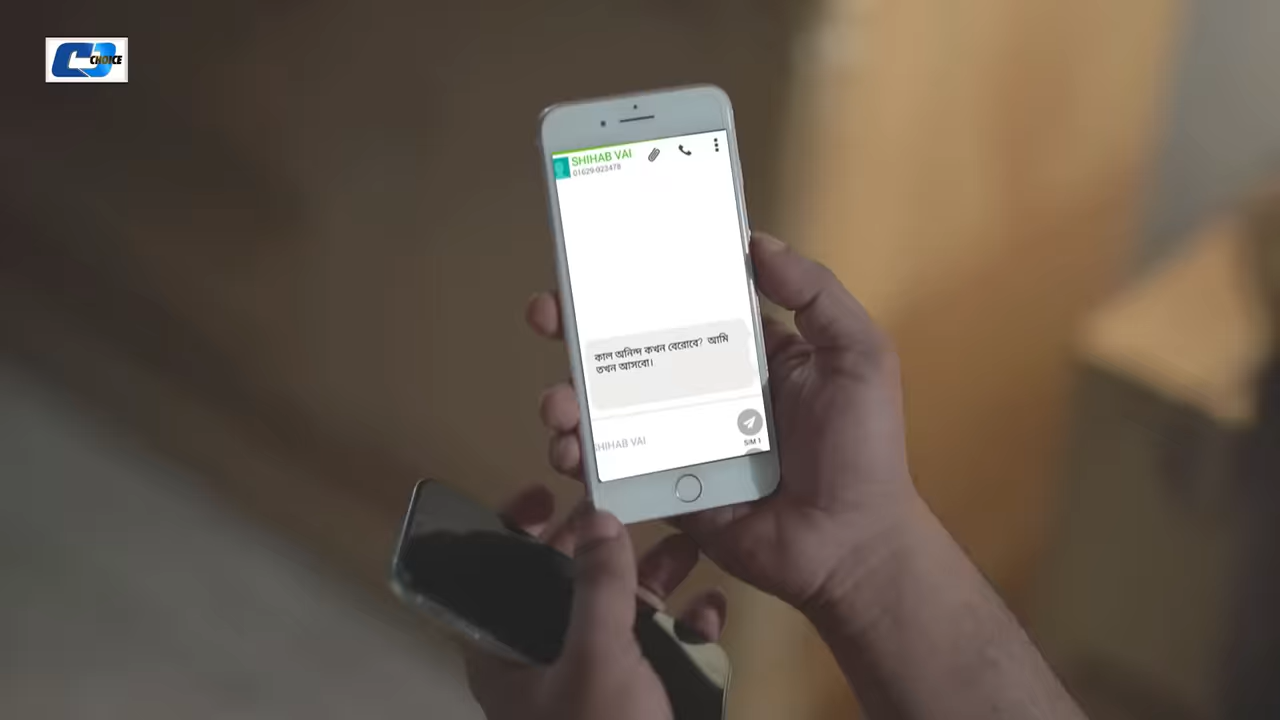 CHOICE
SHIHAB VAI
01629-023478
কাল অনিন্দ কখন বেরোবে? আমি
তখন আসবো।
SHIHAB VAI
SIM 1